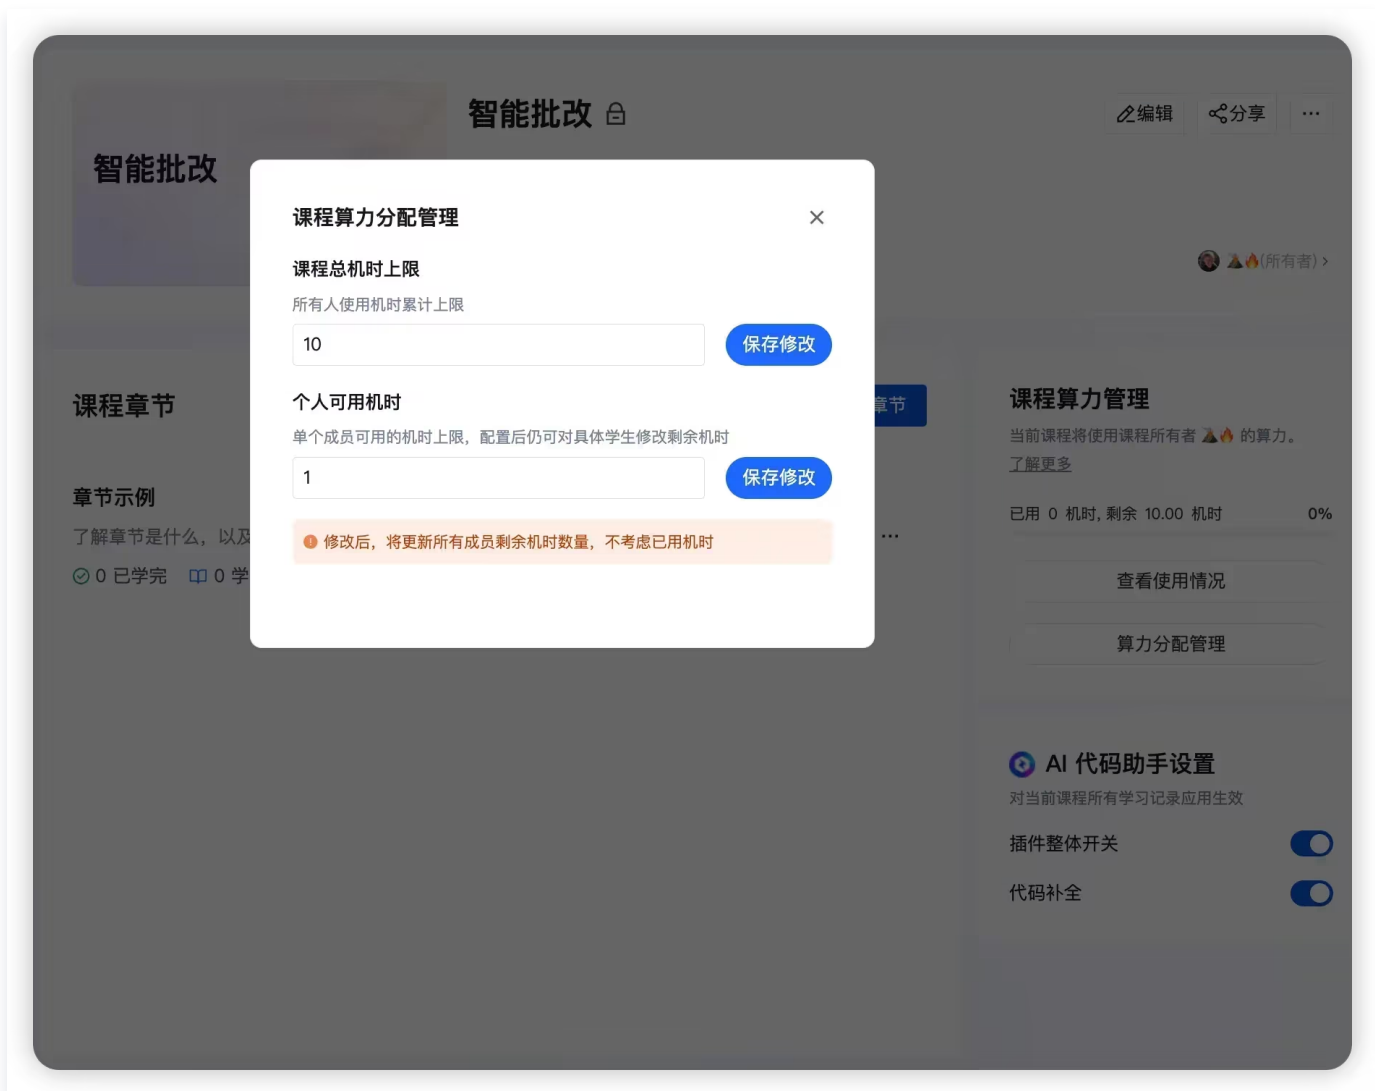 智能批改
编辑
分享
智能批改
(所有者)
课程算力分配管理
课程总机时上限
所有人使用机时累计上限
10
保存修改
个人可用机时
单个成员可用的机时上限，配置后仍可对具体学生修改剩余机时
1
保存修改
修改后，将更新所有成员剩余机时数量，不考虑已用机时
课程章节
章节
章节示例
了解章节是什么，以及
0 已学完 0 学
课程算力管理
当前课程将使用课程所有者 🌋🔥 的算力。
了解更多
已用 0 机时, 剩余 10.00 机时 0%
查看使用情况
算力分配管理
AI 代码助手设置
对当前课程所有学习记录应用生效
插件整体开关
代码补全